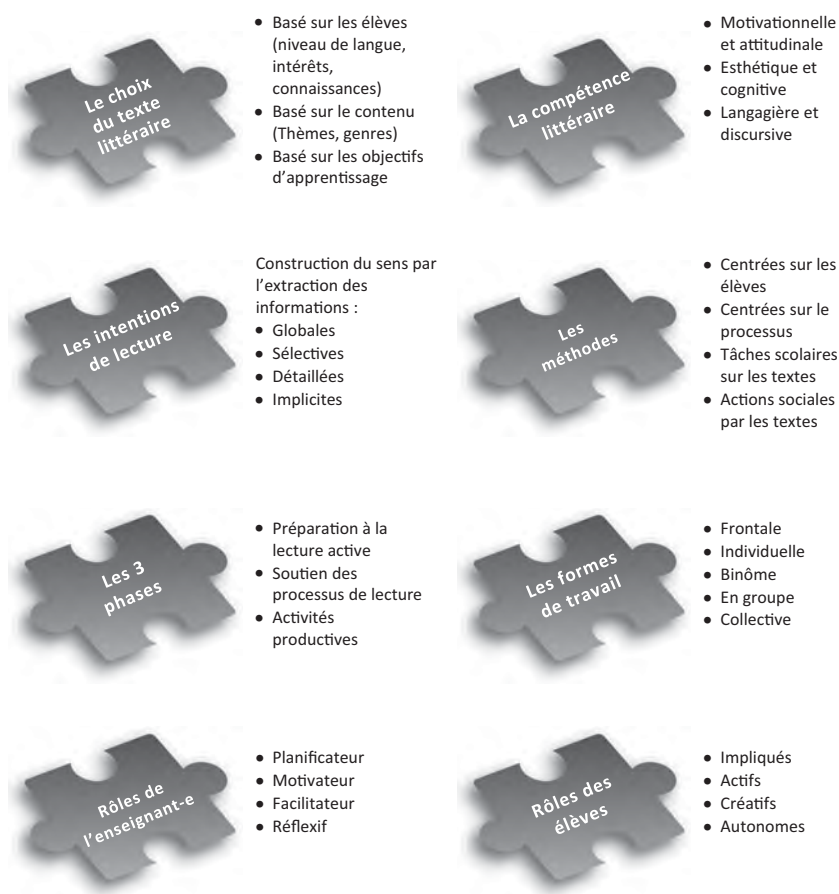 Le choix
du texte
littéraire
• Basé sur les élèves
(niveau de langue,
intérêts,
connaissances)
• Basé sur le contenu
(Thèmes, genres)
• Basé sur les objectifs
d’apprentissage
La compétence
littéraire
• Motivationnelle
et attitudinale
• Esthétique et
cognitive
• Langagière et
discursive
Les intentions
de lecture
Construction du sens par
l’extraction des
informations :
• Globales
• Sélectives
• Détaillées
• Implicites
Les
méthodes
• Centrées sur les
élèves
• Centrées sur le
processus
• Tâches scolaires
sur les textes
• Actions sociales
par les textes
Les 3
phases
• Préparation à la
lecture active
• Soutien des
processus de lecture
• Activités
productives
Les formes
de travail
• Frontale
• Individuelle
• Binôme
• En groupe
• Collective
Rôles de
l’enseignant-e
• Planificateur
• Motivateur
• Facilitateur
• Réflexif
Rôles des
élèves
• Impliqués
• Actifs
• Créatifs
• Autonomes